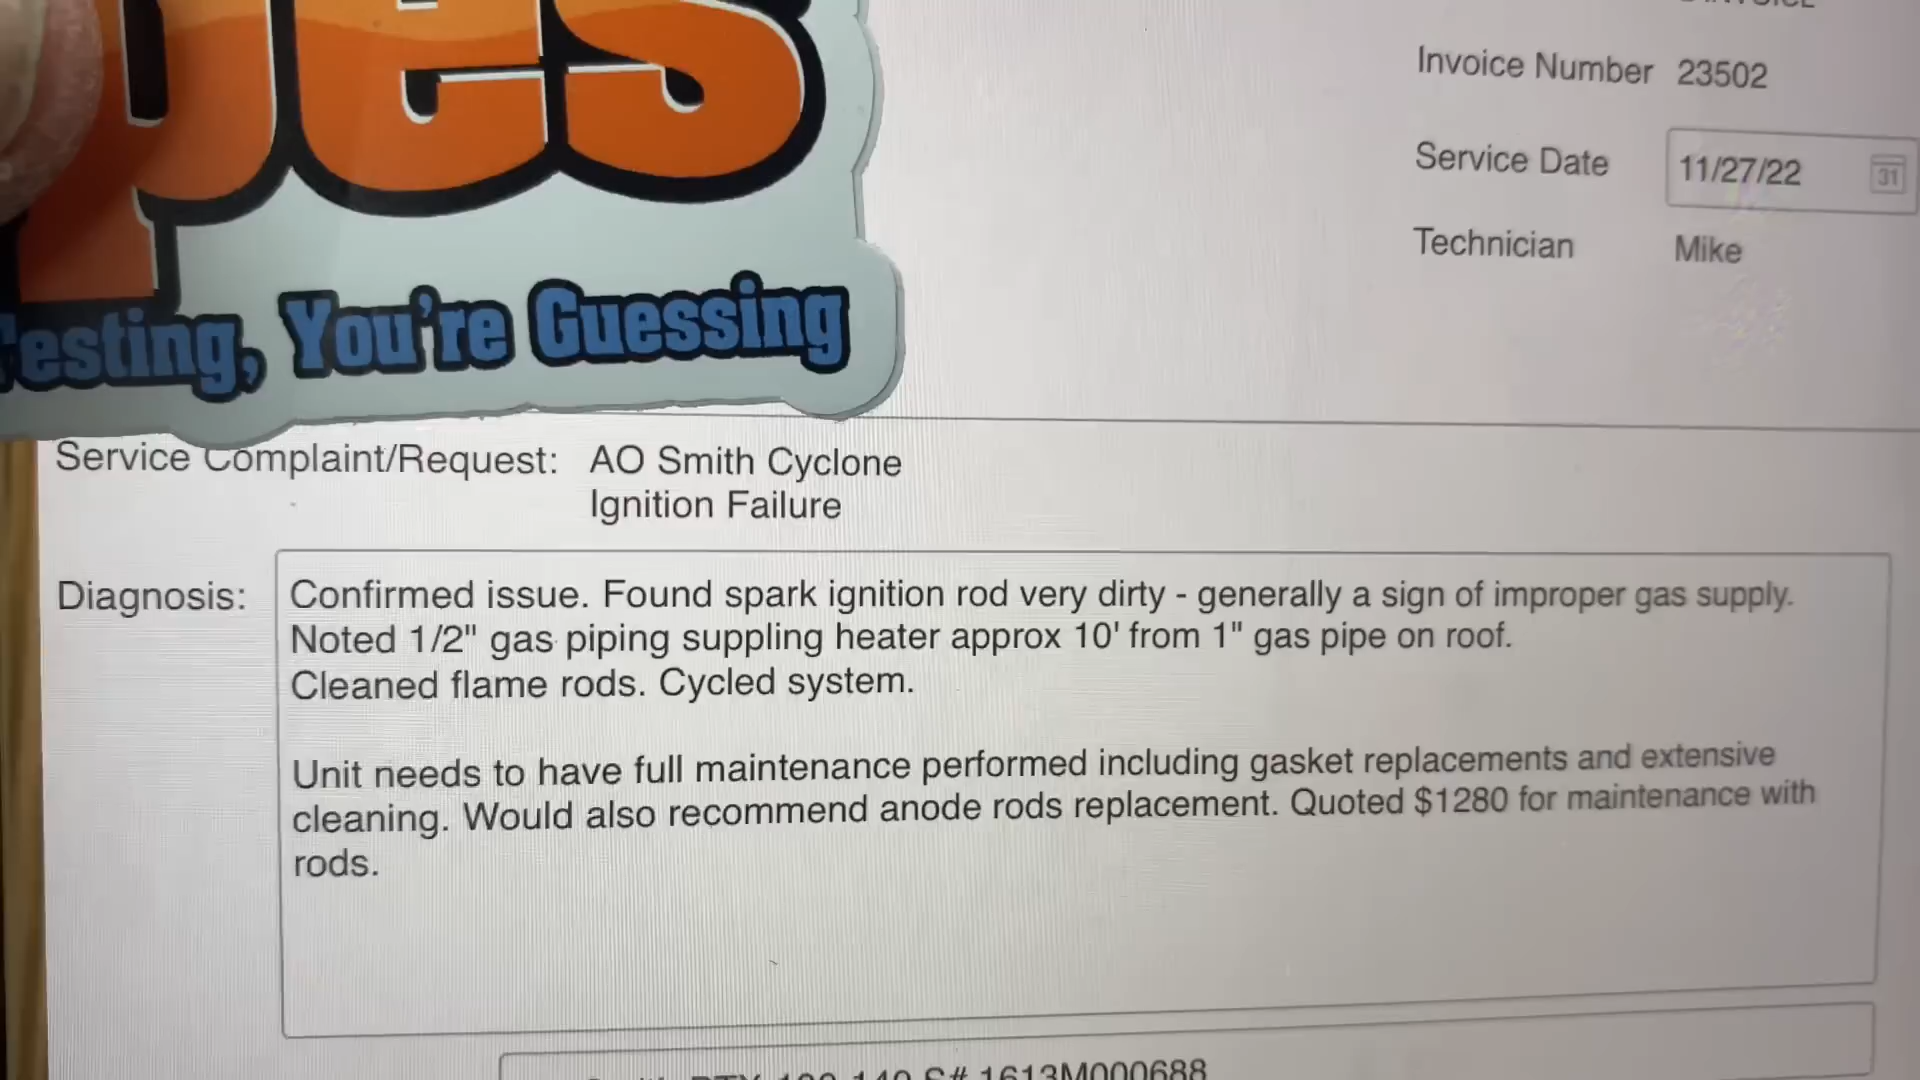 pes
esting, You're Guessing
Invoice Number 23502
Service Date 11/27/22 31
Technician Mike
Service Complaint/Request: AO Smith Cyclone
Ignition Failure
Diagnosis: Confirmed issue. Found spark ignition rod very dirty - generally a sign of improper gas supply.
Noted 1/2" gas piping suppling heater approx 10' from 1" gas pipe on roof.
Cleaned flame rods. Cycled system.
Unit needs to have full maintenance performed including gasket replacements and extensive
cleaning. Would also recommend anode rods replacement. Quoted $1280 for maintenance with
rods.
S# 1613M000688